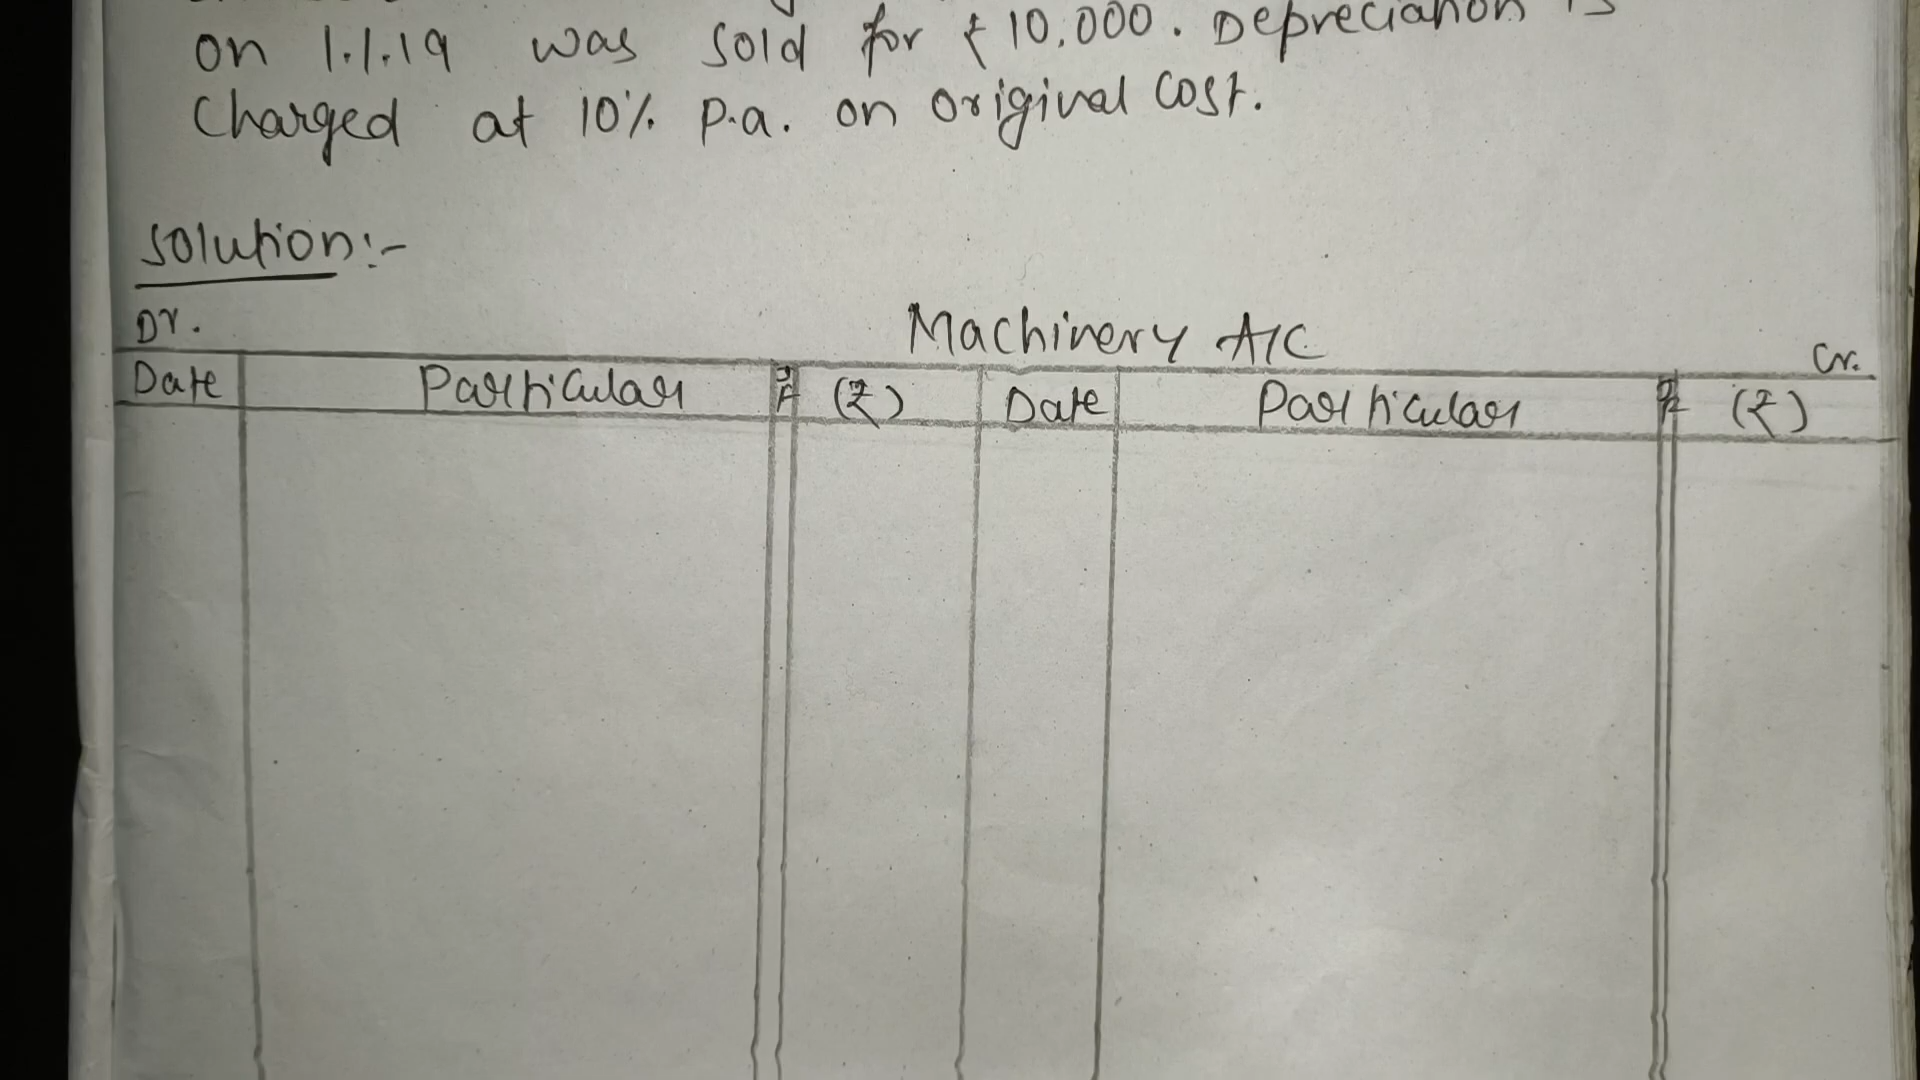 on 1.1.19 was sold for ₹ 10,000. Depreciation is
Charged at 10% p.a. on original cost.
Solution:-
Dr. Machinery A/C Cr.
Date Particular (₹) Date Particular (₹)